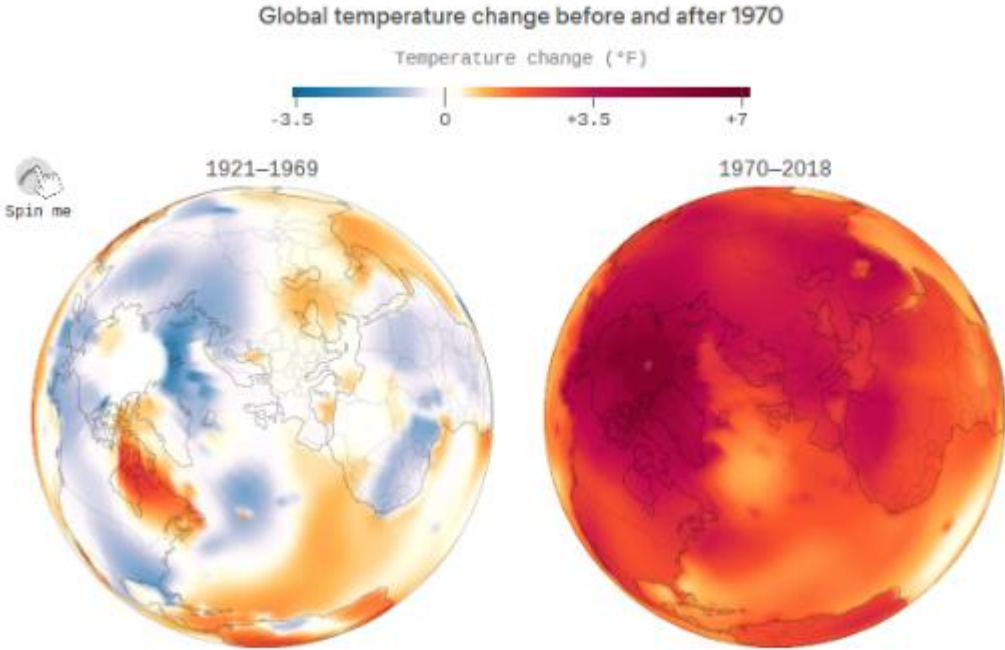 Global temperature change before and after 1970
Temperature change (°F)
-3.5 0 +3.5 +7
1921–1969 1970–2018
Spin me